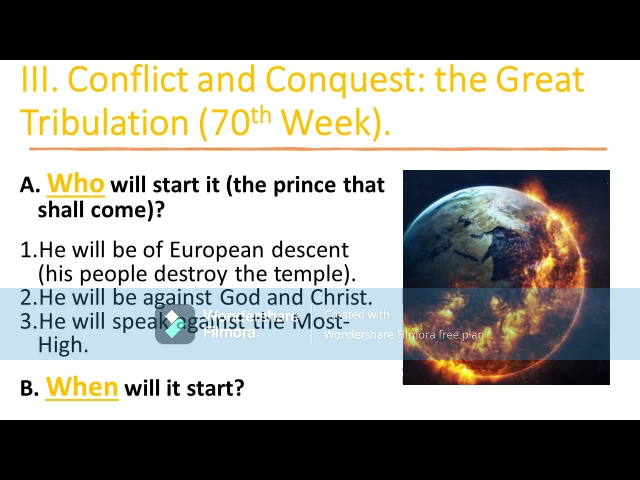 III. Conflict and Conquest: the Great
Tribulation (70th Week).
A. Who will start it (the prince that
shall come)?
1.He will be of European descent
(his people destroy the temple).
2.He will be against God and Christ.
3.He will speak against the Most-
High.
Wondershare
Filmora
Created with
Wondershare Filmora free plan
B. When will it start?